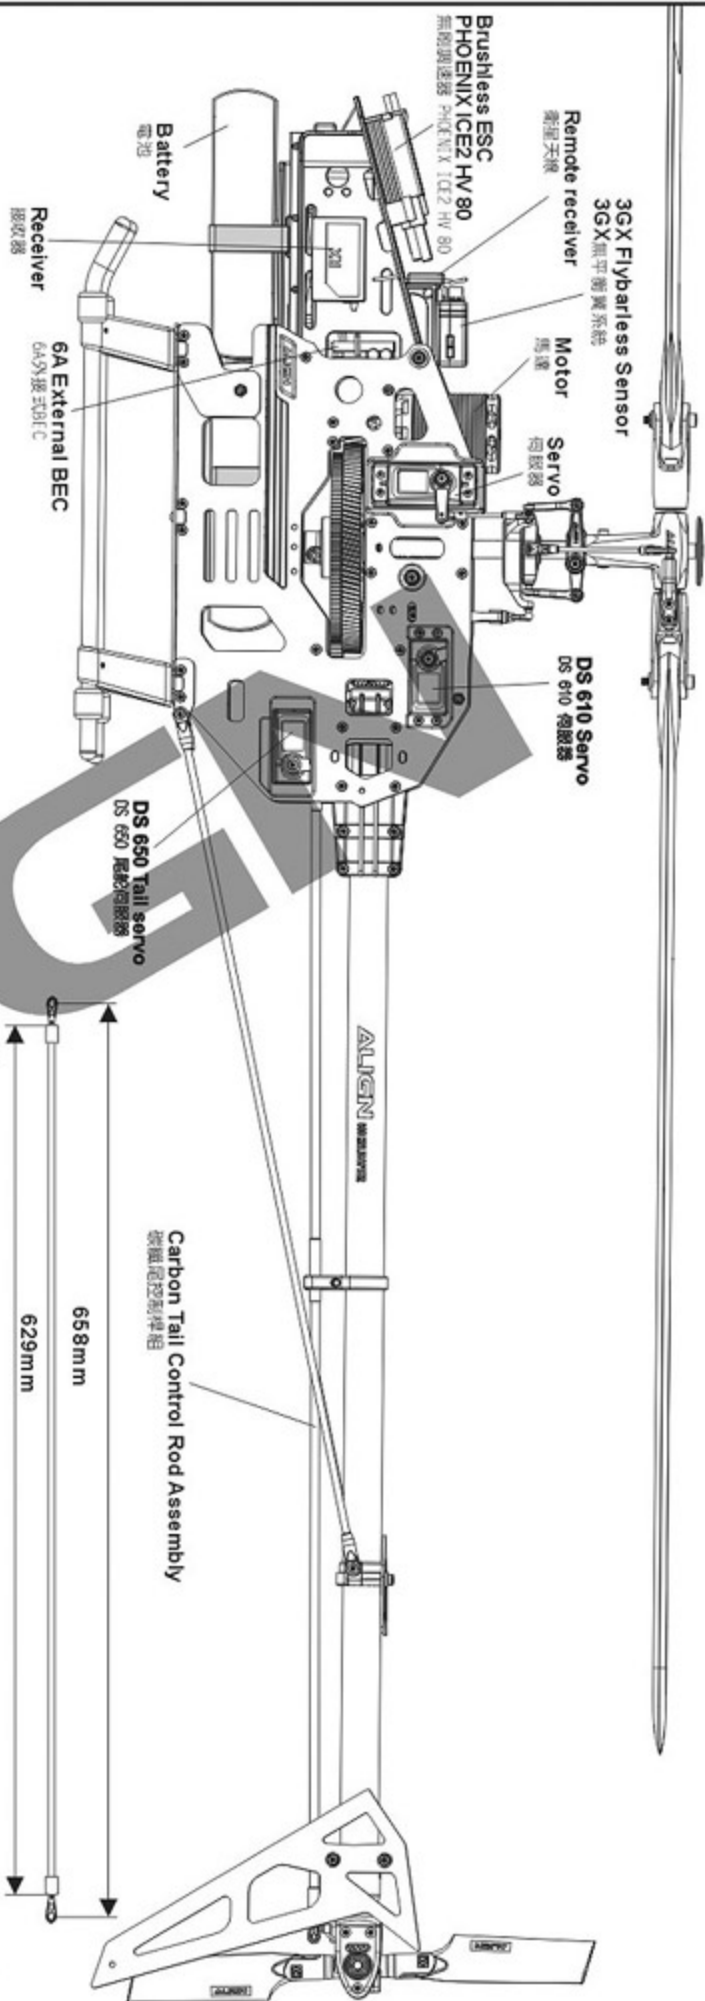 3GX Flybarless Sensor
3GX無平衡翼系統
Remote receiver
衛星天線
Brushless ESC
PHOENIX ICE2 HV 80
無刷調速器 PHOENIX ICE2 HV 80
Motor
馬達
Servo
伺服器
DS 610 Servo
DS 610 伺服器
Battery
電池
Receiver
接收器
6A External BEC
6A外接式BEC
DS 650 Tail servo
DS 650 尾舵伺服器
ALIGN
Carbon Tail Control Rod Assembly
碳纖尾控制桿組
658mm
629mm
ALIGN
ALIGN
ALIGN